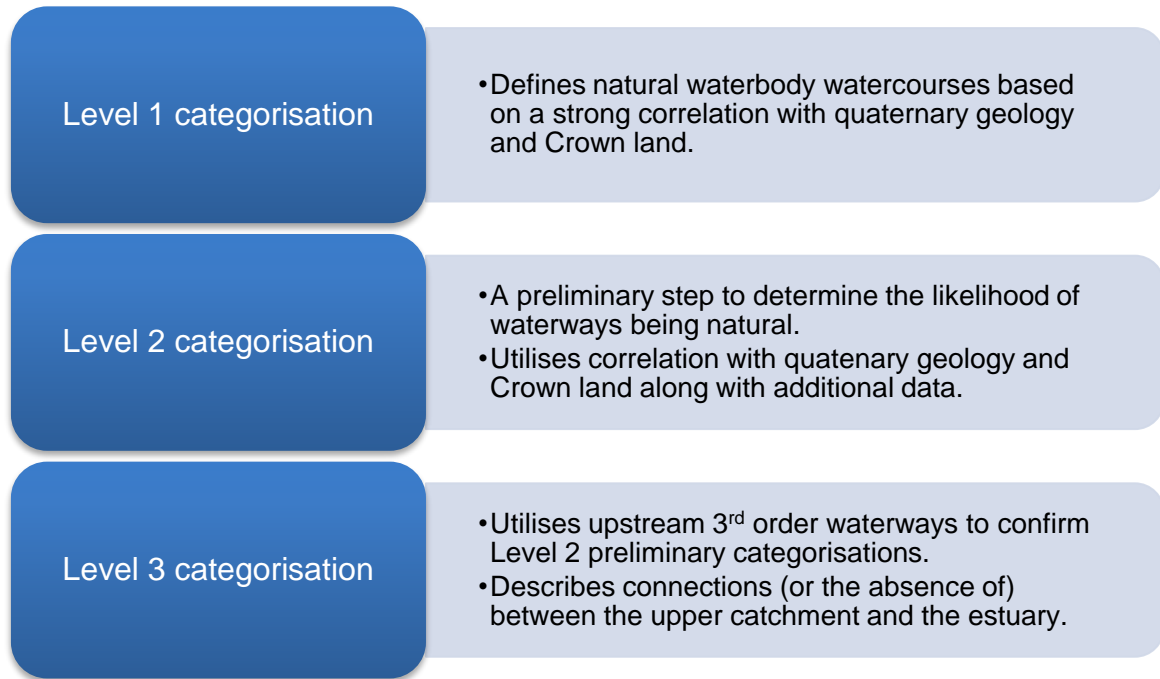 Level 1 categorisation
•Defines natural waterbody watercourses based
on a strong correlation with quaternary geology
and Crown land.
Level 2 categorisation
•A preliminary step to determine the likelihood of
waterways being natural.
•Utilises correlation with quatenary geology and
Crown land along with additional data.
Level 3 categorisation
•Utilises upstream 3rd order waterways to confirm
Level 2 preliminary categorisations.
•Describes connections (or the absence of)
between the upper catchment and the estuary.